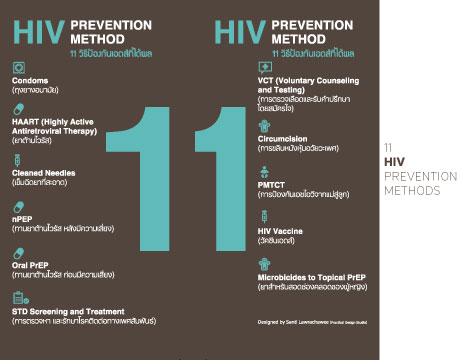 HIV PREVENTION
METHOD
11 วิธีป้องกันเอดส์ที่ได้ผล
Condoms
(ถุงยางอนามัย)
HAART (Highly Active
Antiretroviral Therapy)
(ยาต้านไวรัส)
Cleaned Needles
(เข็มฉีดยาที่สะอาด)
nPEP
(ทานยาต้านไวรัส หลังมีความเสี่ยง)
Oral PrEP
(ทานยาต้านไวรัส ก่อนมีความเสี่ยง)
STD Screening and Treatment
(การตรวจหา และรักษาโรคติดต่อทางเพศสัมพันธ์)
11
HIV PREVENTION
METHOD
11 วิธีป้องกันเอดส์ที่ได้ผล
VCT (Voluntary Counseling
and Testing)
(การตรวจเลือดและรับคำปรึกษา
โดยสมัครใจ)
Circumcision
(การขลิบหนังหุ้มอวัยวะเพศ)
PMTCT
(การป้องกันเอชไอวีจากแม่สู่ลูก)
HIV Vaccine
(วัคซีนเอดส์)
Microbicides to Topical PrEP
(ยาสำหรับสอดช่องคลอดของผู้หญิง)
Designed by Santi Lawrachawee (Practical Design Studio)
11
HIV
PREVENTION
METHODS